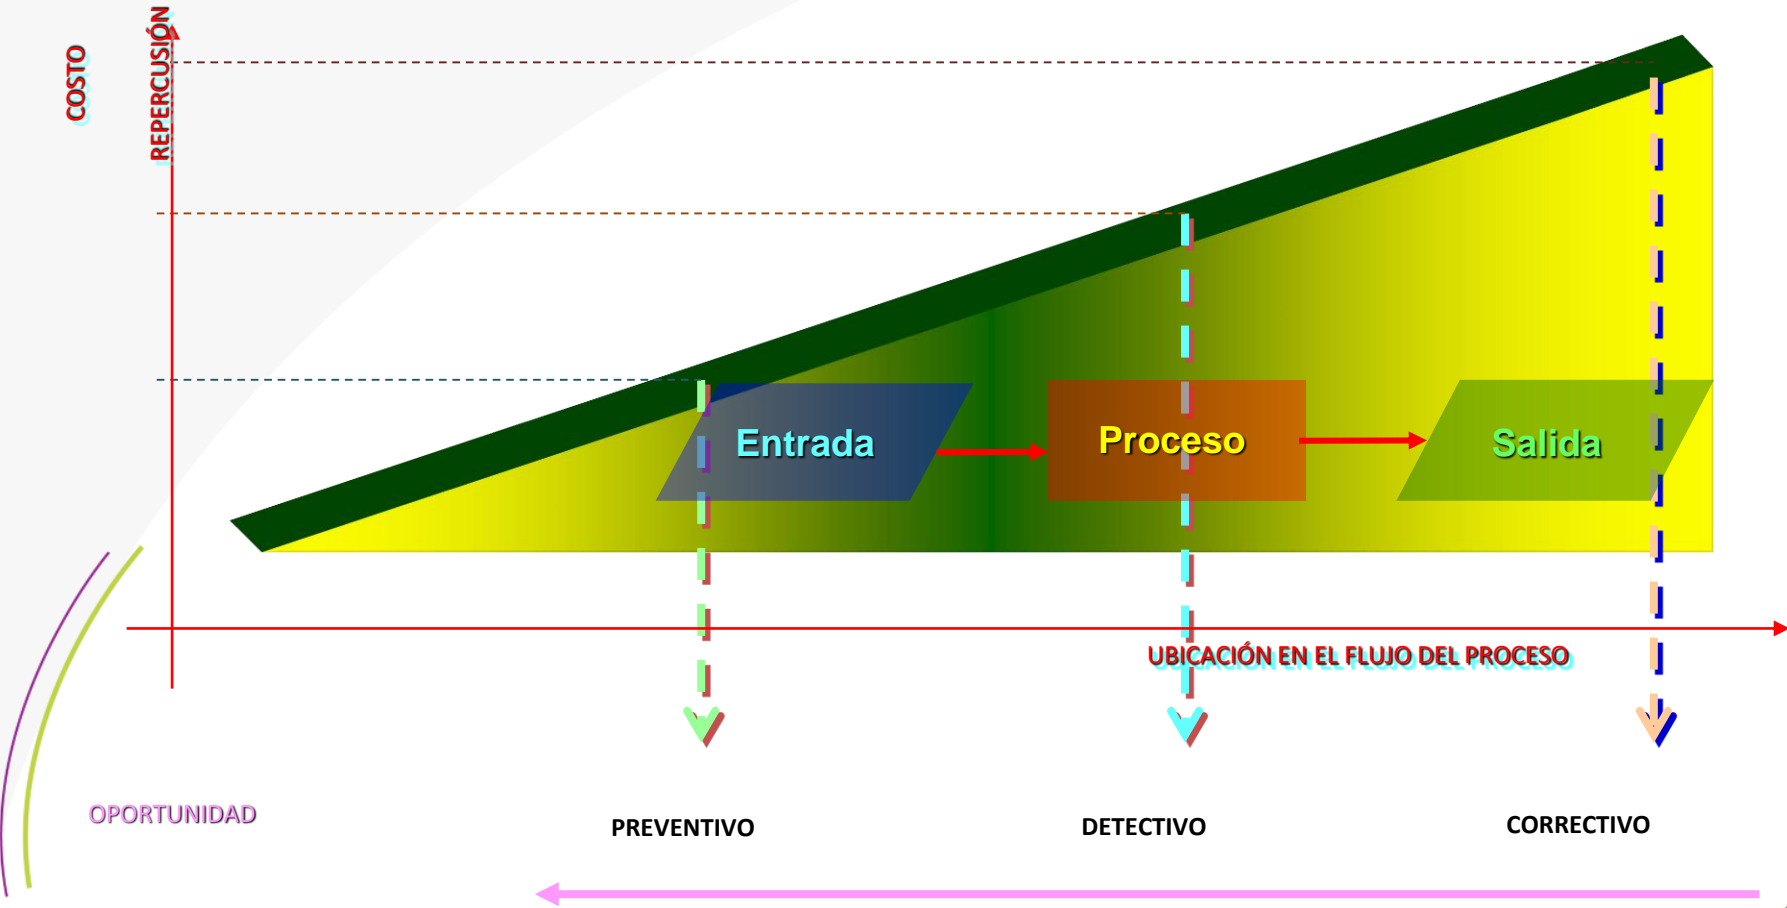 COSTO
REPERCUSIÓN
Entrada
Proceso
Salida
UBICACIÓN EN EL FLUJO DEL PROCESO
OPORTUNIDAD
PREVENTIVO
DETECTIVO
CORRECTIVO